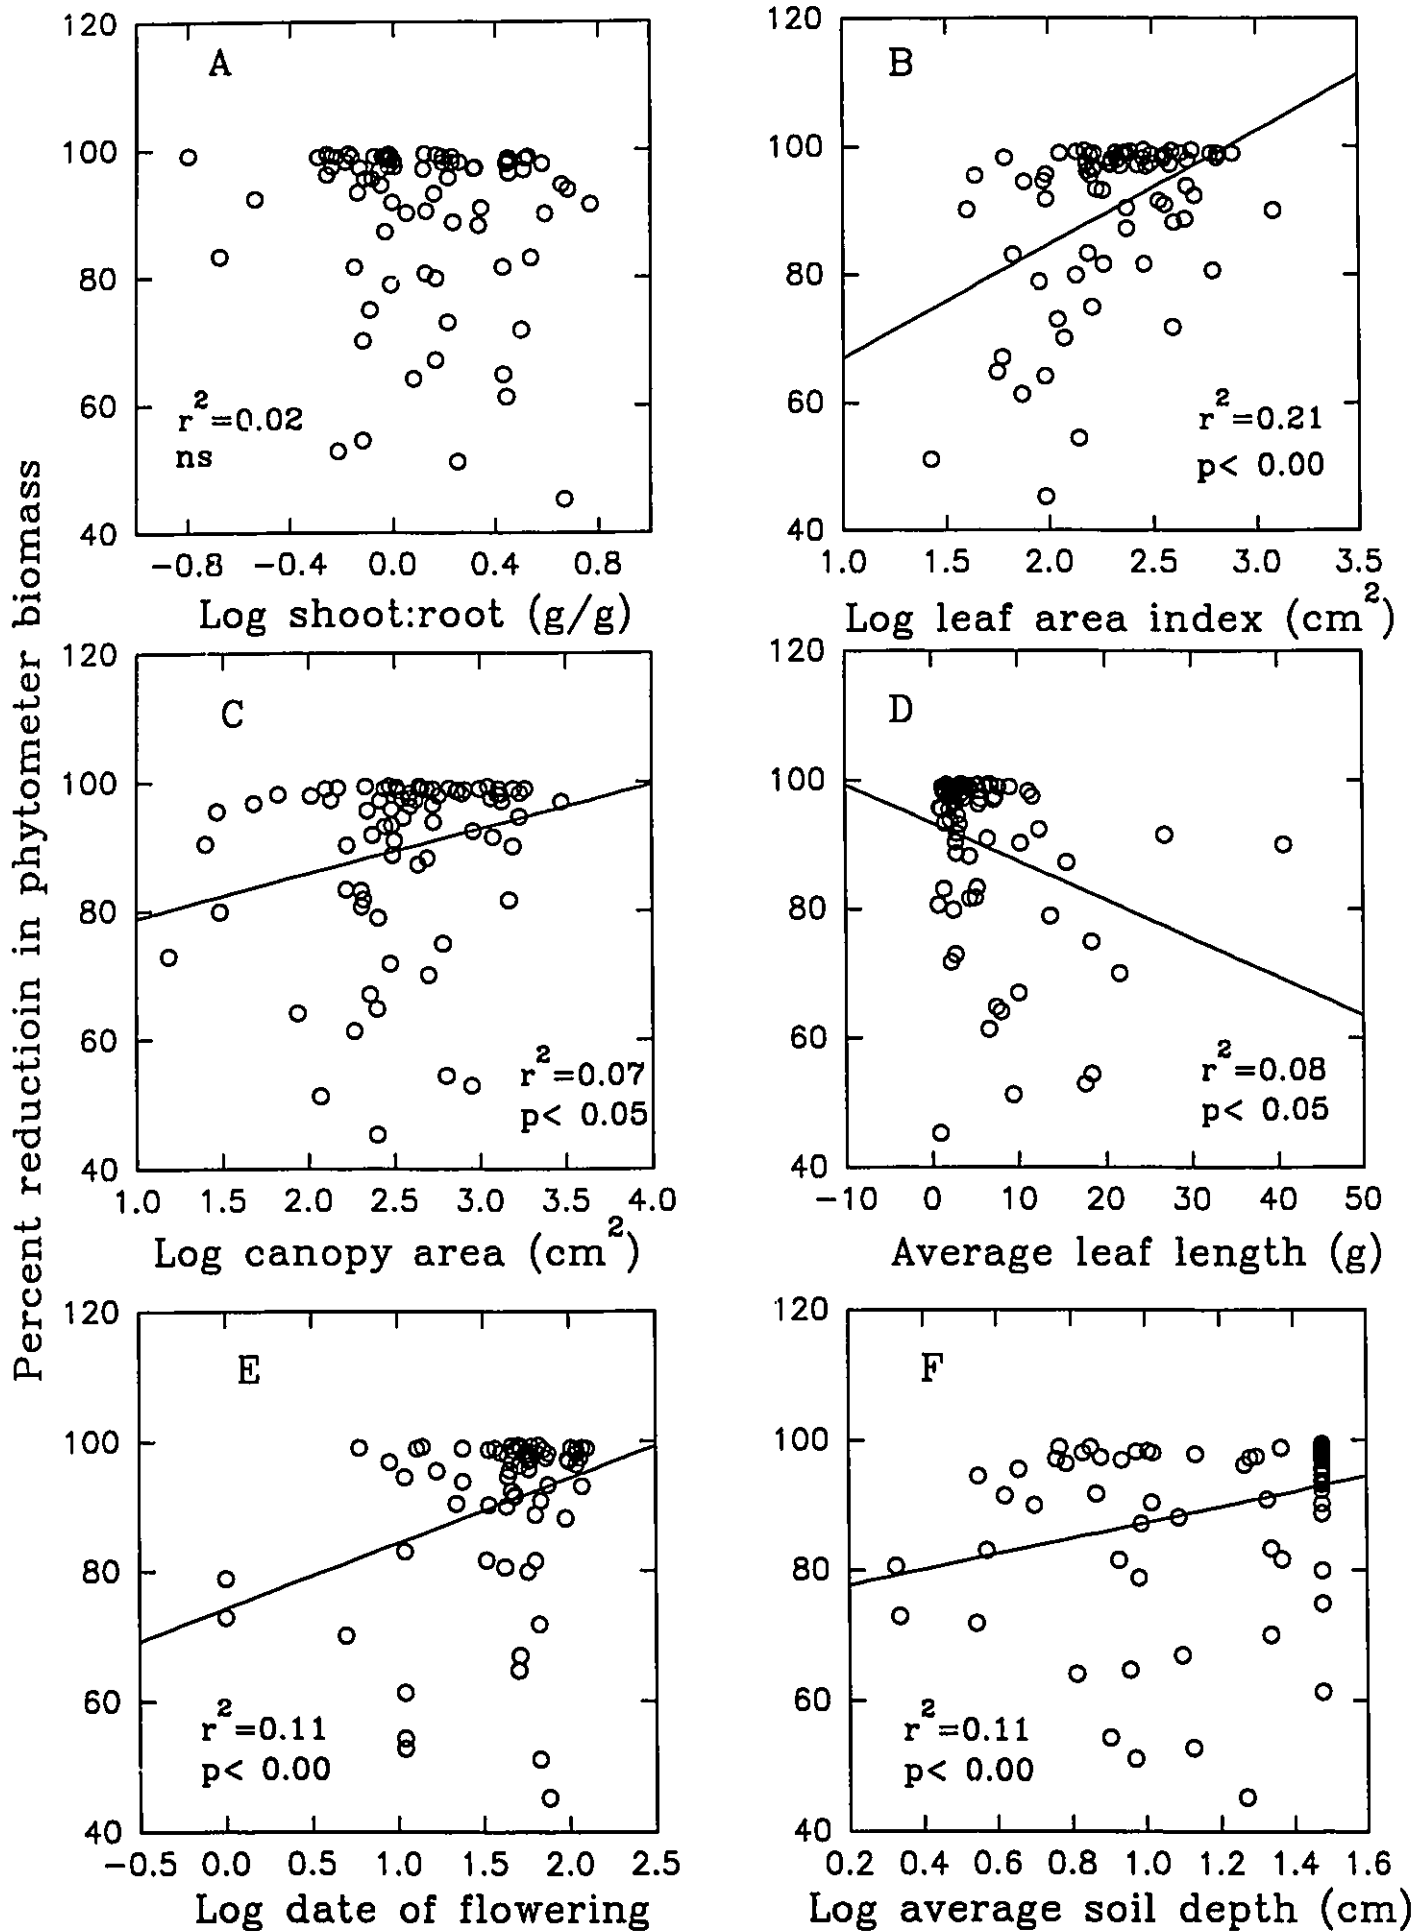 Percent reductioin in phytometer biomass
120
100
80
60
40
A
r2=0.02
ns
−0.8 −0.4 0.0 0.4 0.8
Log shoot:root (g/g)
120
100
80
60
40
B
r2=0.21
p< 0.00
1.0 1.5 2.0 2.5 3.0 3.5
Log leaf area index (cm2)
120
100
80
60
40
C
r2=0.07
p< 0.05
1.0 1.5 2.0 2.5 3.0 3.5 4.0
Log canopy area (cm2)
120
100
80
60
40
D
r2=0.08
p< 0.05
−10 0 10 20 30 40 50
Average leaf length (g)
120
100
80
60
40
E
r2=0.11
p< 0.00
−0.5 0.0 0.5 1.0 1.5 2.0 2.5
Log date of flowering
120
100
80
60
40
F
r2=0.11
p< 0.00
0.2 0.4 0.6 0.8 1.0 1.2 1.4 1.6
Log average soil depth (cm)